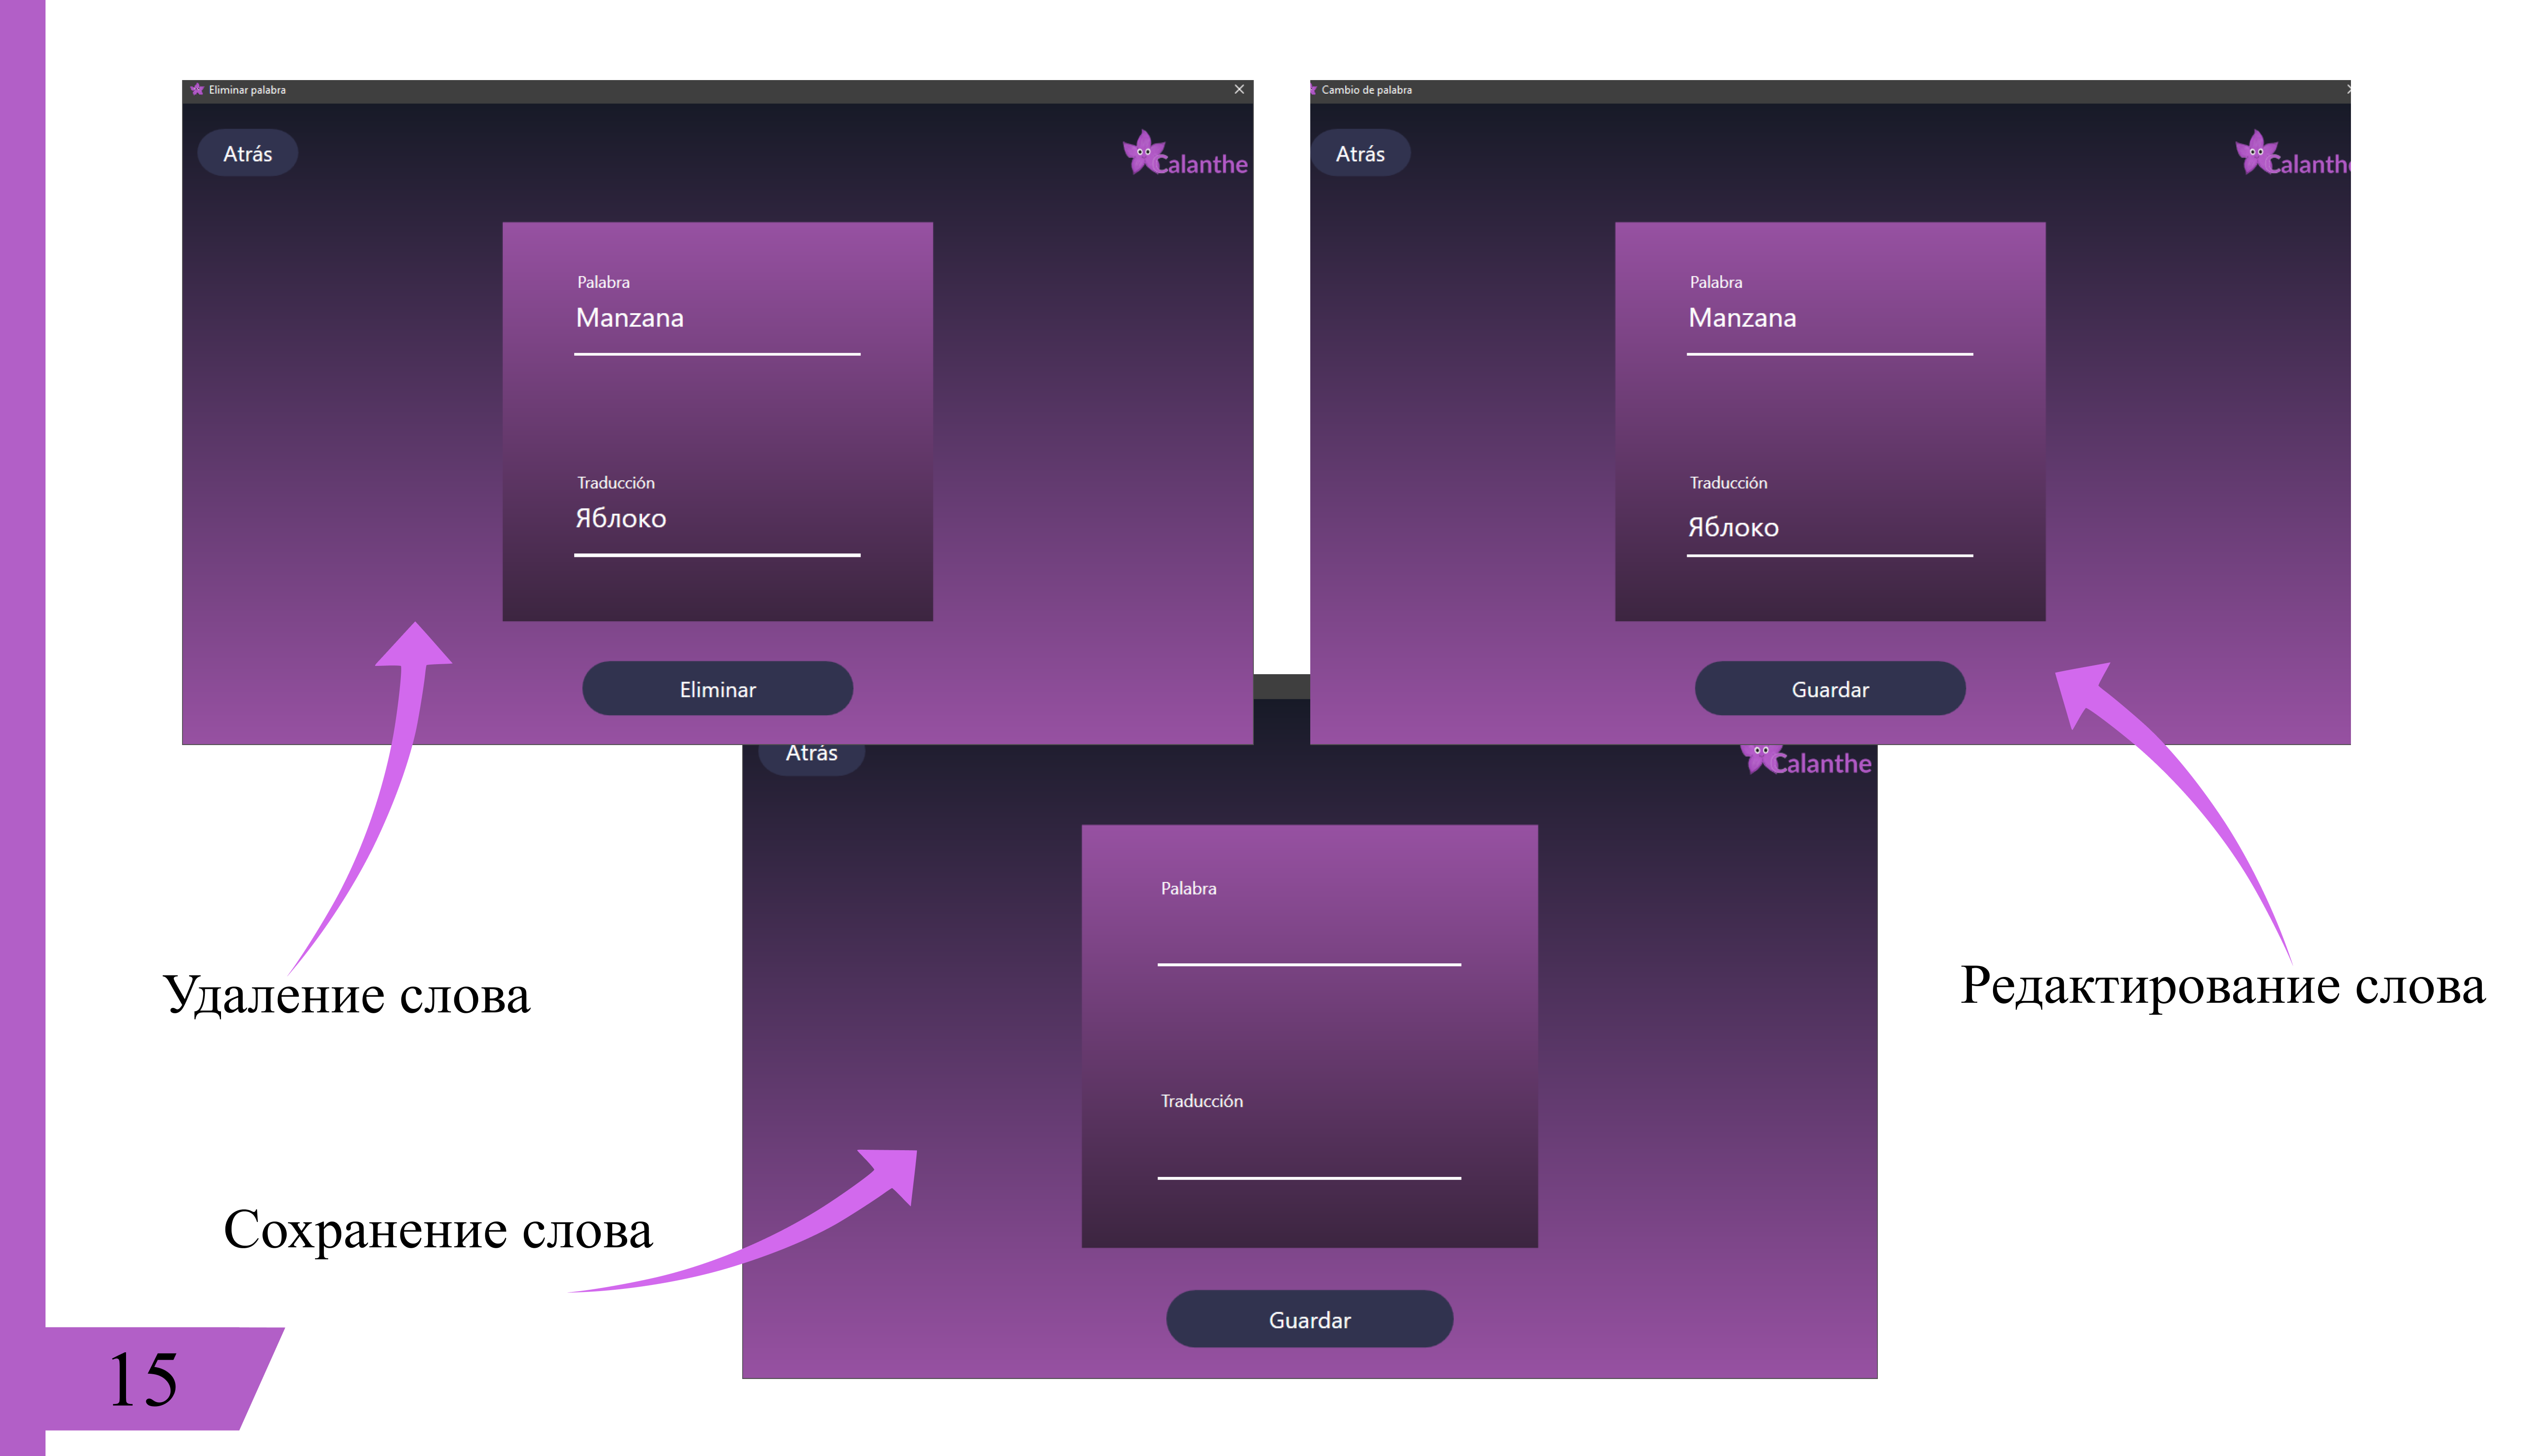 Eliminar palabra
Atrás
Calanthe
Palabra
Manzana
Traducción
Яблоко
Eliminar
Cambio de palabra
Atrás
Calanthe
Palabra
Manzana
Traducción
Яблоко
Guardar
Atrás
Calanthe
Palabra
Traducción
Guardar
Удаление слова
Редактирование слова
Сохранение слова
15